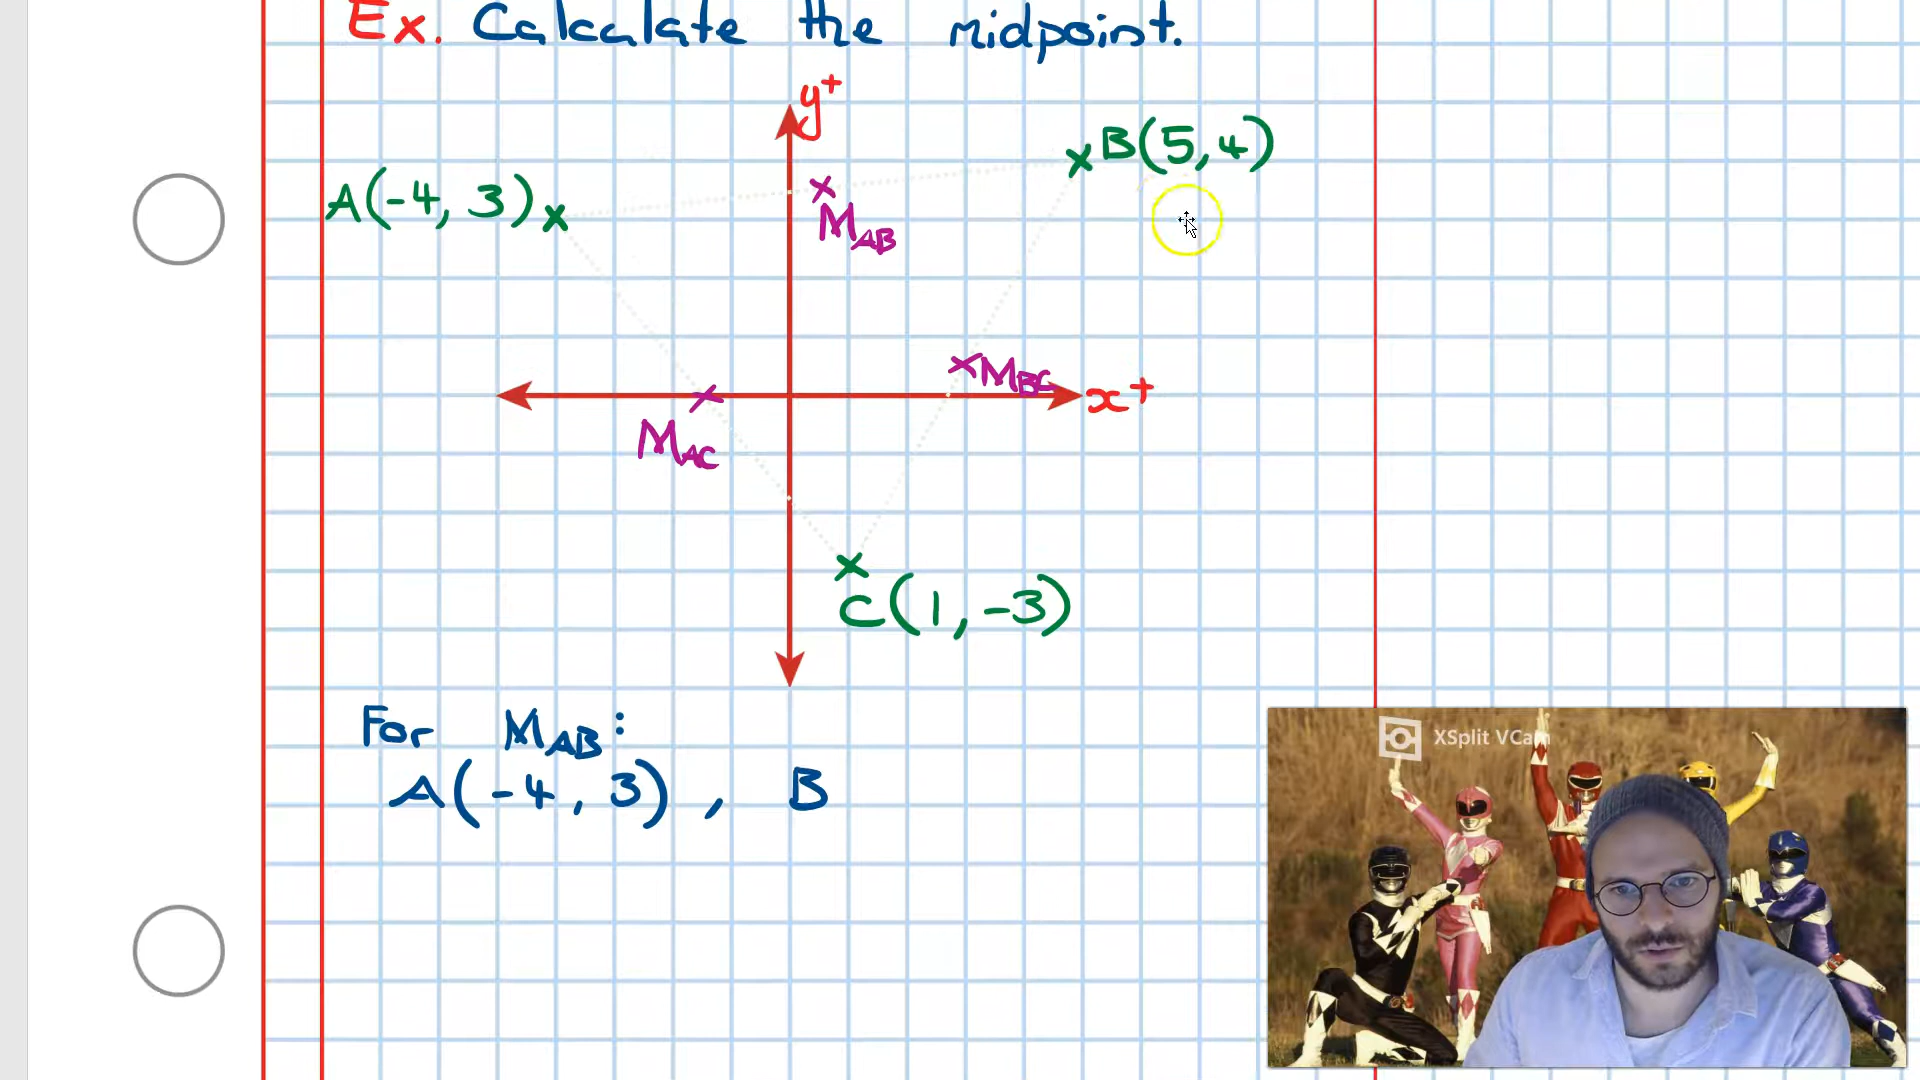 Ex. Calculate the midpoint.
y+
B(5,4)
A(-4, 3)
MAB
MBC
x+
MAC
C(1, -3)
For MAB:
A(-4, 3), B
XSplit VCam